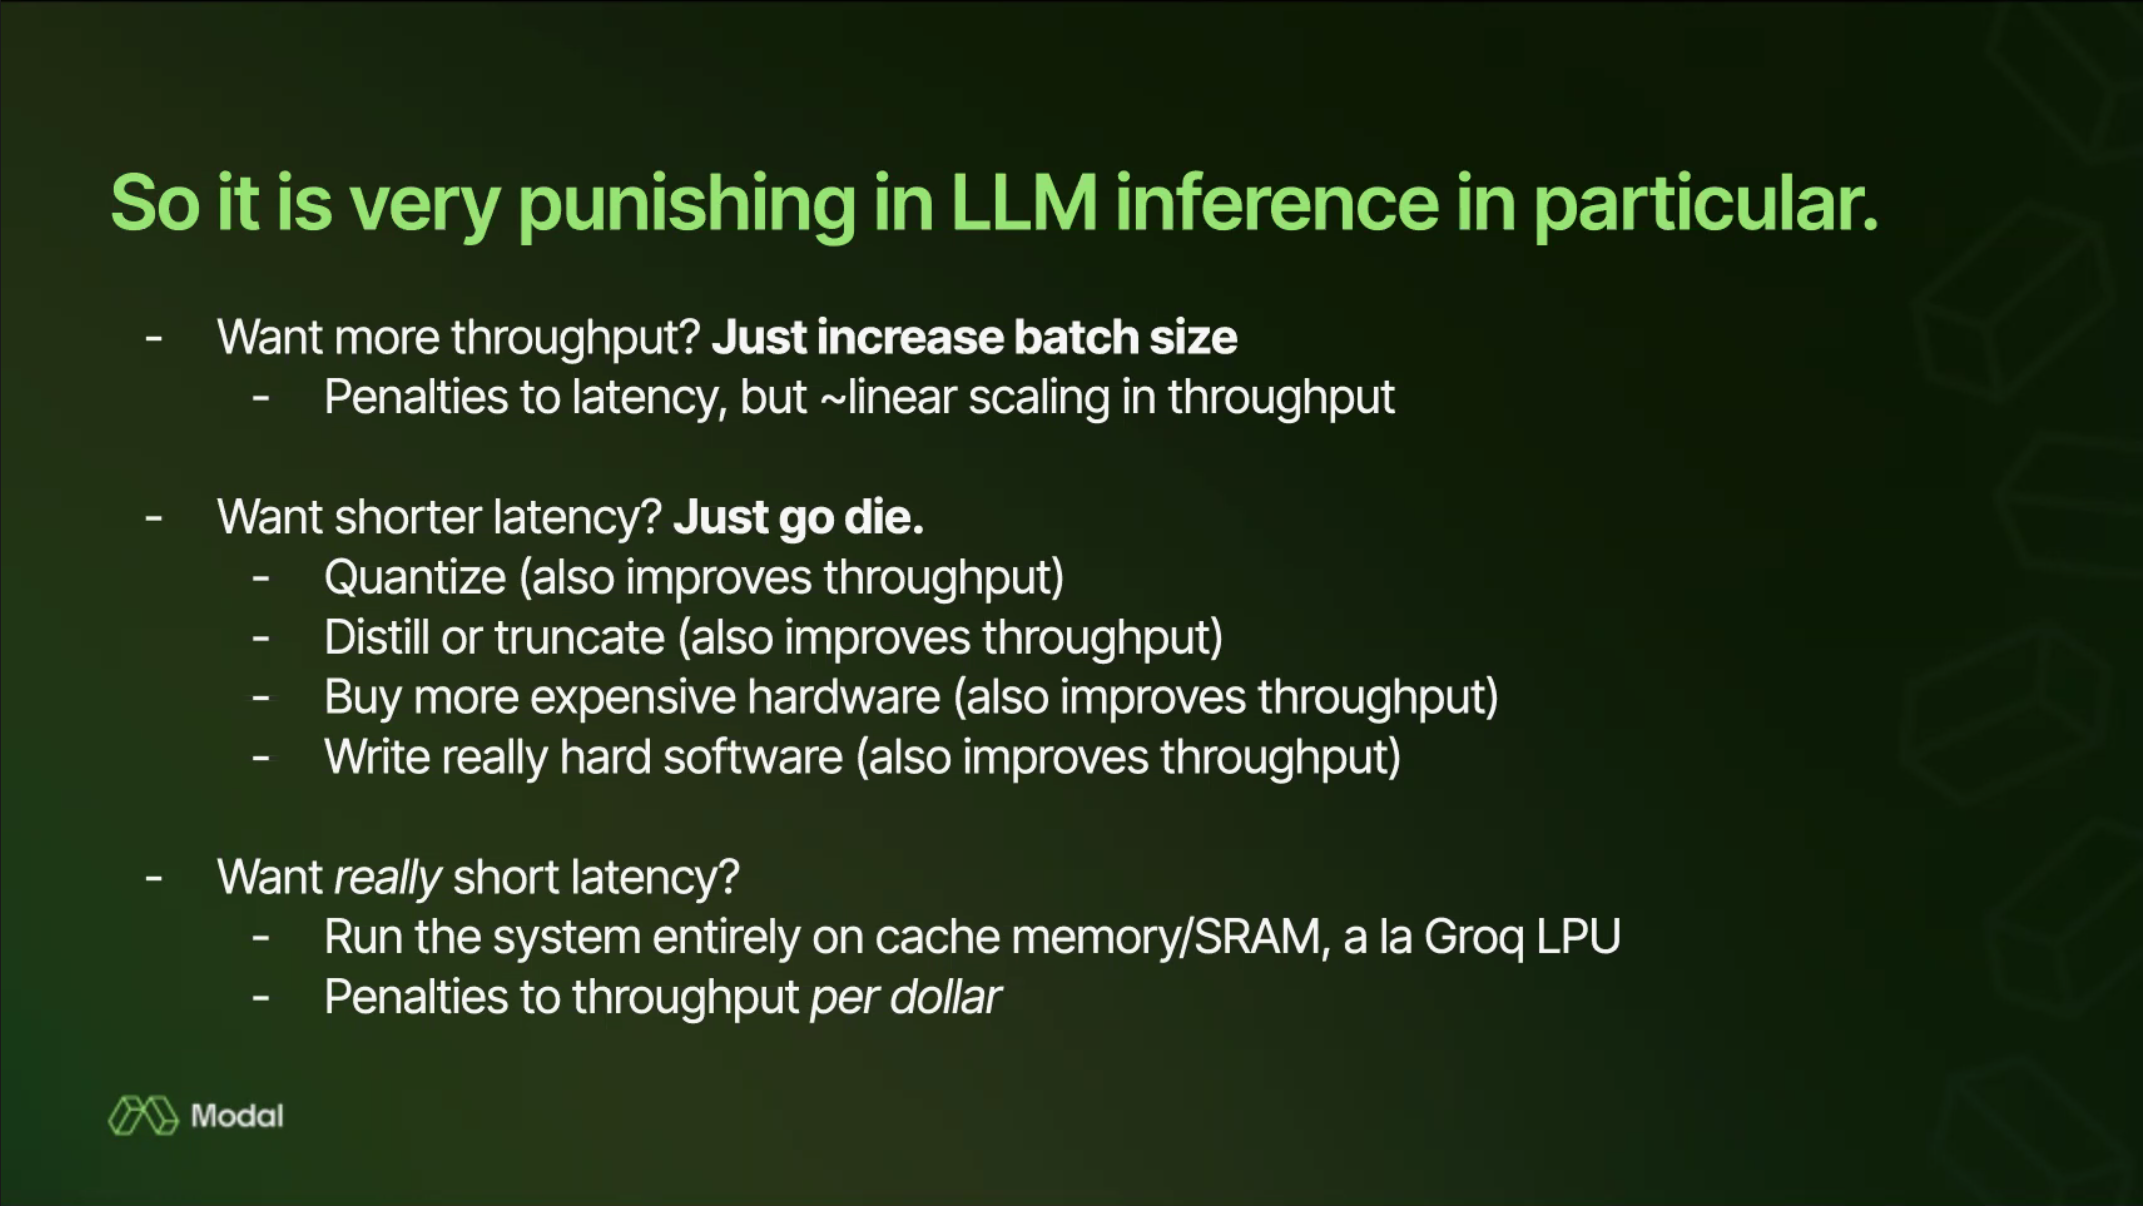 So it is very punishing in LLM inference in particular.
- Want more throughput? Just increase batch size
- Penalties to latency, but ~linear scaling in throughput
- Want shorter latency? Just go die.
- Quantize (also improves throughput)
- Distill or truncate (also improves throughput)
- Buy more expensive hardware (also improves throughput)
- Write really hard software (also improves throughput)
- Want really short latency?
- Run the system entirely on cache memory/SRAM, a la Groq LPU
- Penalties to throughput per dollar
Modal